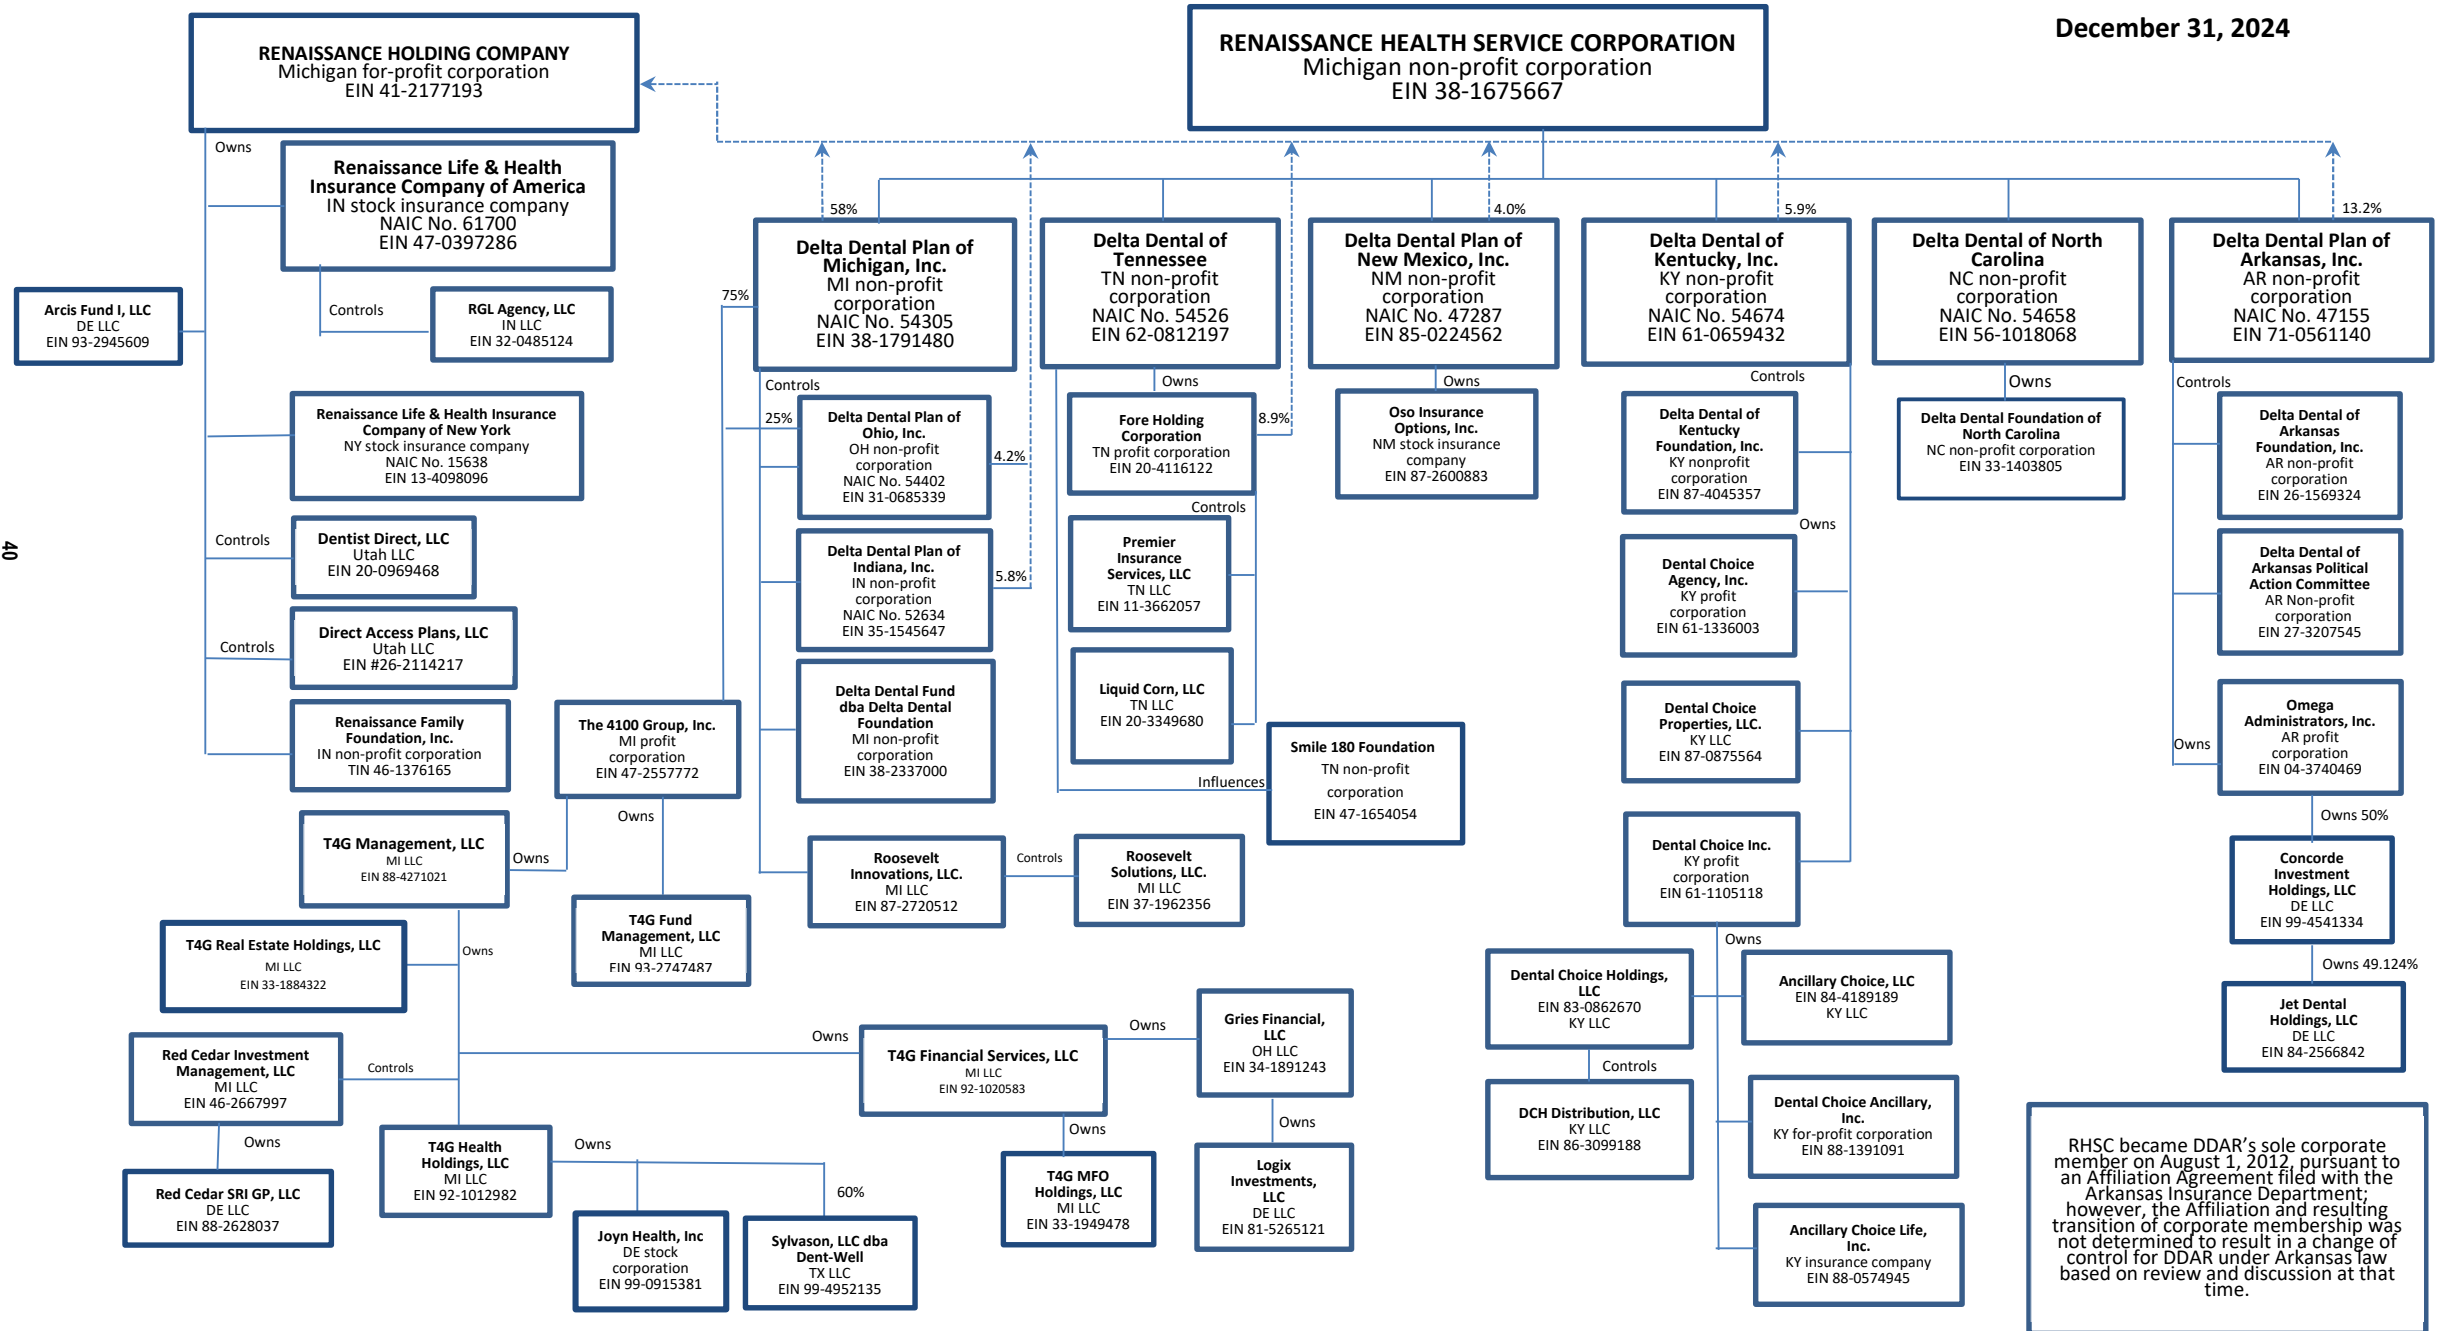 December 31, 2024
RENAISSANCE HOLDING COMPANY
Michigan for-profit corporation
EIN 41-2177193
RENAISSANCE HEALTH SERVICE CORPORATION
Michigan non-profit corporation
EIN 38-1675667
Owns
Renaissance Life & Health
Insurance Company of America
IN stock insurance company
NAIC No. 61700
EIN 47-0397286
Arcis Fund I, LLC
DE LLC
EIN 93-2945609
Controls
RGL Agency, LLC
IN LLC
EIN 32-0485124
Renaissance Life & Health Insurance
Company of New York
NY stock insurance company
NAIC No. 15638
EIN 13-4098096
Controls
Dentist Direct, LLC
Utah LLC
EIN 20-0969468
Controls
Direct Access Plans, LLC
Utah LLC
EIN #26-2114217
Renaissance Family
Foundation, Inc.
IN non-profit corporation
TIN 46-1376165
40
58%
Delta Dental Plan of
Michigan, Inc.
MI non-profit
corporation
NAIC No. 54305
EIN 38-1791480
Delta Dental of
Tennessee
TN non-profit
corporation
NAIC No. 54526
EIN 62-0812197
4.0%
Delta Dental Plan of
New Mexico, Inc.
NM non-profit
corporation
NAIC No. 47287
EIN 85-0224562
5.9%
Delta Dental of
Kentucky, Inc.
KY non-profit
corporation
NAIC No. 54674
EIN 61-0659432
Delta Dental of North
Carolina
NC non-profit
corporation
NAIC No. 54658
EIN 56-1018068
13.2%
Delta Dental Plan of
Arkansas, Inc.
AR non-profit
corporation
NAIC No. 47155
EIN 71-0561140
75%
Controls
25%
Delta Dental Plan of
Ohio, Inc.
OH non-profit
corporation
NAIC No. 54402
EIN 31-0685339
4.2%
Delta Dental Plan of
Indiana, Inc.
IN non-profit
corporation
NAIC No. 52634
EIN 35-1545647
5.8%
Delta Dental Fund
dba Delta Dental
Foundation
MI non-profit
corporation
EIN 38-2337000
Roosevelt
Innovations, LLC.
MI LLC
EIN 87-2720512
Controls
Roosevelt
Solutions, LLC.
MI LLC
EIN 37-1962356
Owns
Fore Holding
Corporation
TN profit corporation
EIN 20-4116122
8.9%
Controls
Premier
Insurance
Services, LLC
TN LLC
EIN 11-3662057
Liquid Corn, LLC
TN LLC
EIN 20-3349680
Influences
Smile 180 Foundation
TN non-profit
corporation
EIN 47-1654054
Owns
Oso Insurance
Options, Inc.
NM stock insurance
company
EIN 87-2600883
Controls
Delta Dental of
Kentucky
Foundation, Inc.
KY nonprofit
corporation
EIN 87-4045357
Owns
Dental Choice
Agency, Inc.
KY profit
corporation
EIN 61-1336003
Dental Choice
Properties, LLC.
KY LLC
EIN 87-0875564
Dental Choice Inc.
KY profit
corporation
EIN 61-1105118
Owns
Dental Choice Holdings,
LLC
EIN 83-0862670
KY LLC
Ancillary Choice, LLC
EIN 84-4189189
KY LLC
Controls
DCH Distribution, LLC
KY LLC
EIN 86-3099188
Dental Choice Ancillary,
Inc.
KY for-profit corporation
EIN 88-1391091
Ancillary Choice Life,
Inc.
KY insurance company
EIN 88-0574945
Owns
Delta Dental Foundation of
North Carolina
NC non-profit corporation
EIN 33-1403805
Controls
Delta Dental of
Arkansas
Foundation, Inc.
AR non-profit
corporation
EIN 26-1569324
Delta Dental of
Arkansas Political
Action Committee
AR Non-profit
corporation
EIN 27-3207545
Owns
Omega
Administrators, Inc.
AR profit
corporation
EIN 04-3740469
Owns 50%
Concorde
Investment
Holdings, LLC
DE LLC
EIN 99-4541334
Owns 49.124%
Jet Dental
Holdings, LLC
DE LLC
EIN 84-2566842
The 4100 Group, Inc.
MI profit
corporation
EIN 47-2557772
Owns
T4G Management, LLC
MI LLC
EIN 88-4271021
Owns
T4G Fund
Management, LLC
MI LLC
EIN 93-2747487
T4G Real Estate Holdings, LLC
MI LLC
EIN 33-1884322
Owns
Red Cedar Investment
Management, LLC
MI LLC
EIN 46-2667997
Controls
Owns
Red Cedar SRI GP, LLC
DE LLC
EIN 88-2628037
T4G Health
Holdings, LLC
MI LLC
EIN 92-1012982
Owns
Joyn Health, Inc
DE stock
corporation
EIN 99-0915381
60%
Sylvason, LLC dba
Dent-Well
TX LLC
EIN 99-4952135
Owns
T4G Financial Services, LLC
MI LLC
EIN 92-1020583
Owns
Gries Financial,
LLC
OH LLC
EIN 34-1891243
Owns
T4G MFO
Holdings, LLC
MI LLC
EIN 33-1949478
Owns
Logix
Investments,
LLC
DE LLC
EIN 81-5265121
RHSC became DDAR's sole corporate
member on August 1, 2012, pursuant to
an Affiliation Agreement filed with the
Arkansas Insurance Department;
however, the Affiliation and resulting
transition of corporate membership was
not determined to result in a change of
control for DDAR under Arkansas law
based on review and discussion at that
time.